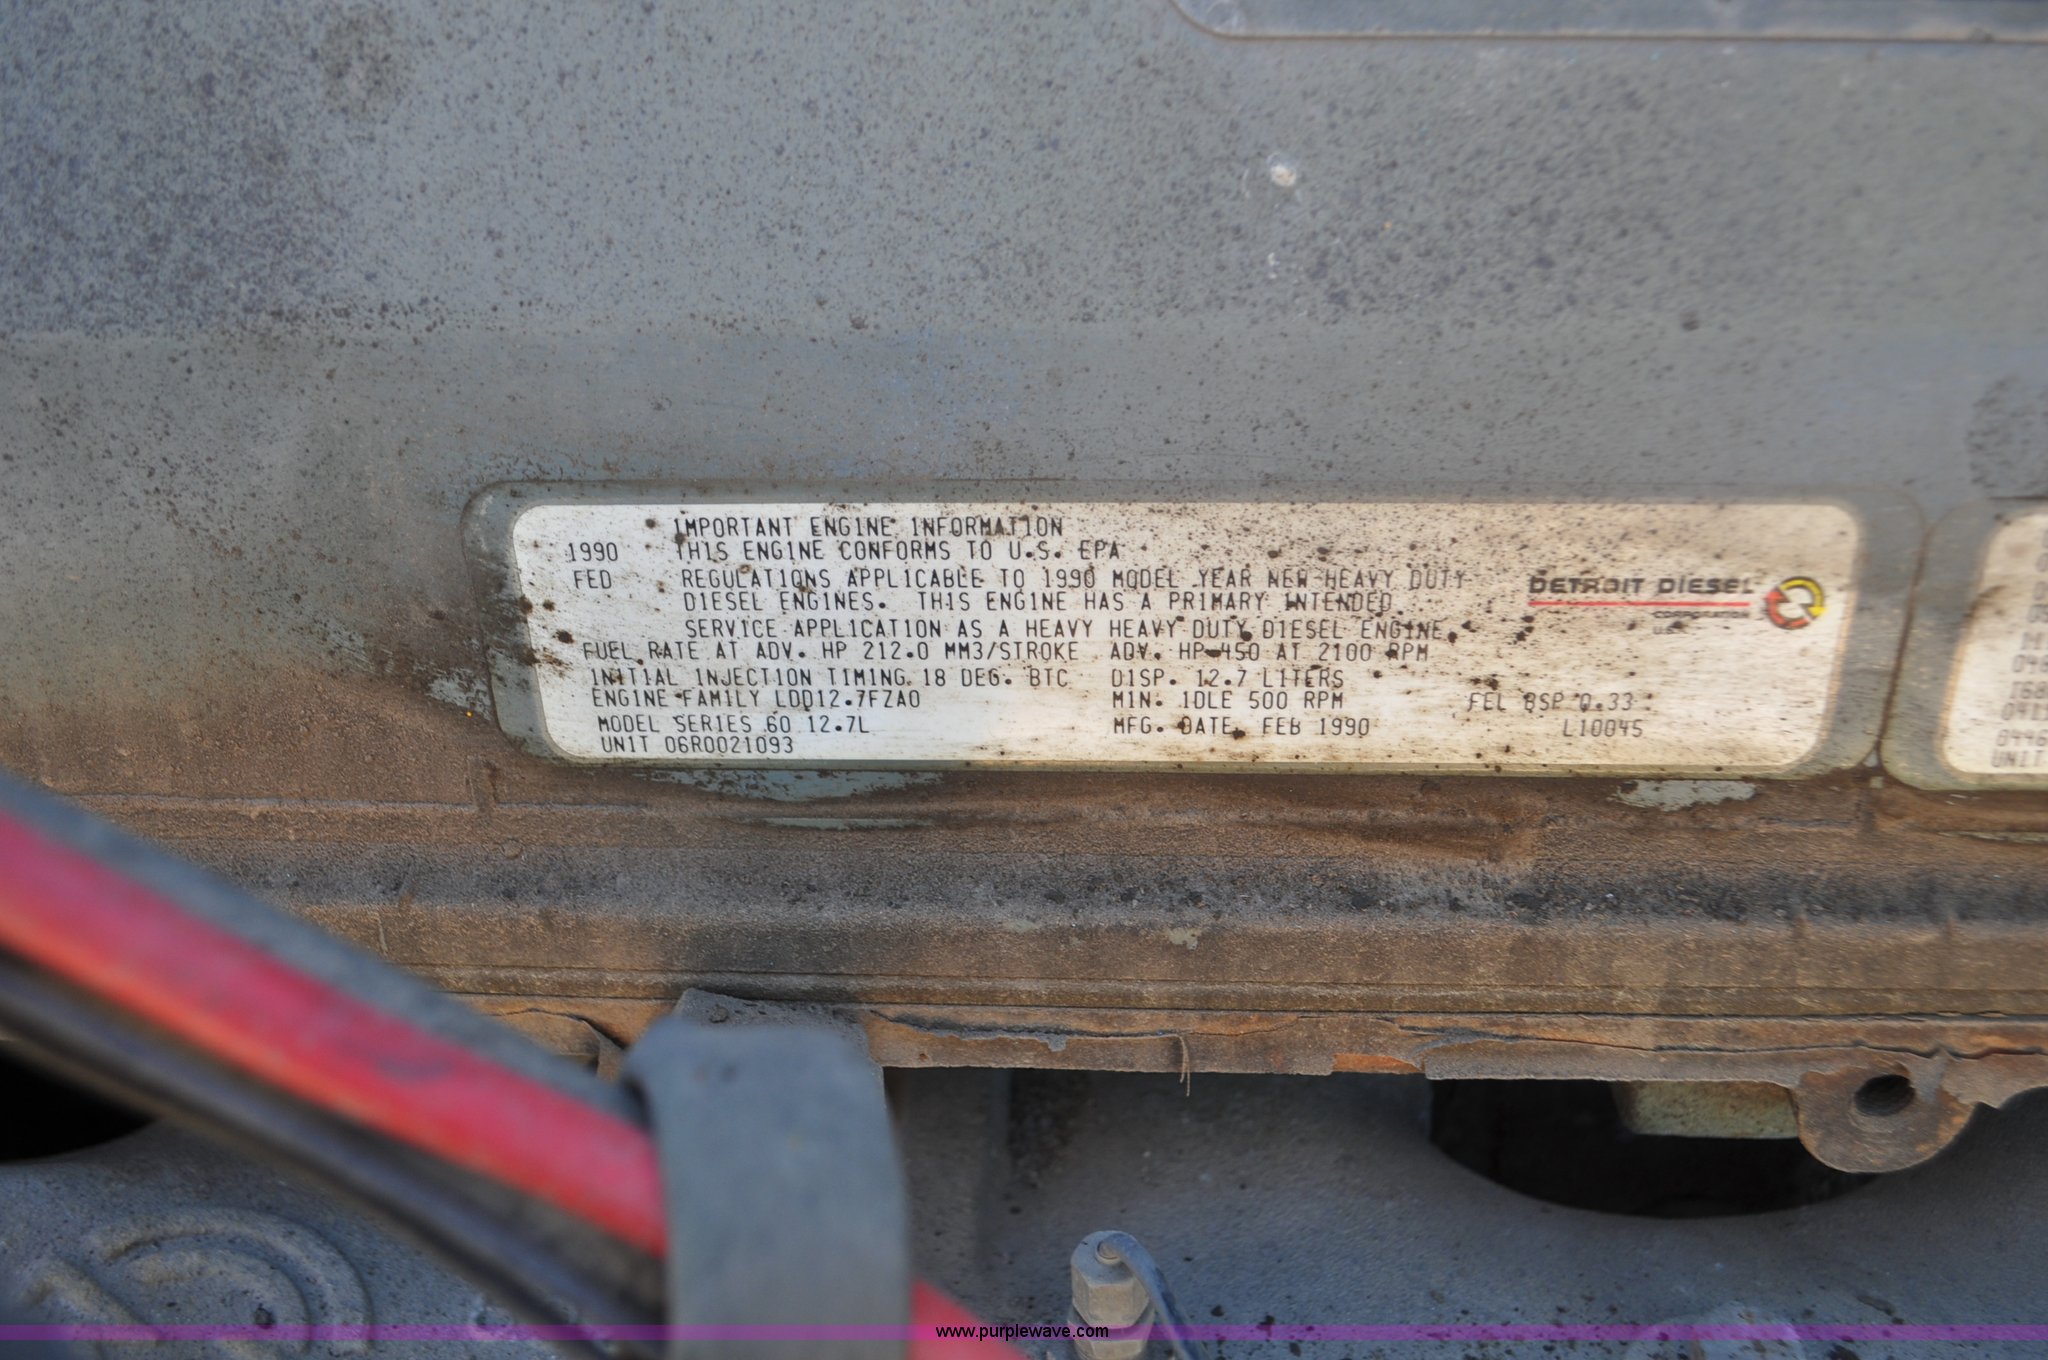 IMPORTANT ENGINE INFORMATION
1990 THIS ENGINE CONFORMS TO U.S. EPA
FED REGULATIONS APPLICABLE TO 1990 MODEL YEAR NEW HEAVY DUTY
DIESEL ENGINES. THIS ENGINE HAS A PRIMARY INTENDED
SERVICE APPLICATION AS A HEAVY HEAVY DUTY DIESEL ENGINE.
DETROIT DIESEL
CORPORATION
FUEL RATE AT ADV. HP 212.0 MM3/STROKE ADV. HP 450 AT 2100 RPM
INITIAL INJECTION TIMING 18 DEG. BTC DISP. 12.7 LITERS
ENGINE FAMILY LDD12.7FZA0 MIN. IDLE 500 RPM FEL BSP 0.33
MODEL SERIES 60 12.7L MFG. DATE FEB 1990 L10045
UNIT 06R0021093
UNIT
www.purplewave.com